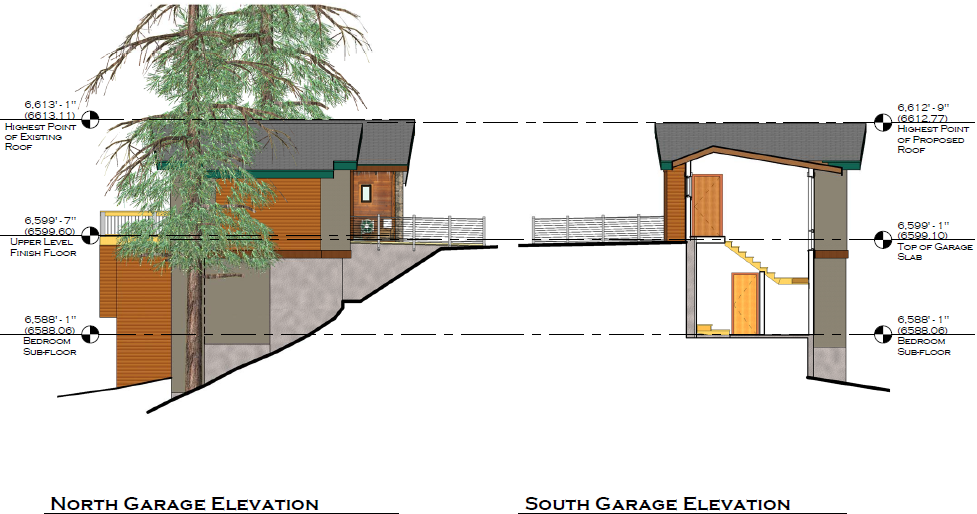 6,613'-1"
(6613.11)
Highest Point
of Existing
Roof
6,599'-7"
(6599.60)
Upper Level
Finish Floor
6,588'-1"
(6588.06)
Bedroom
Sub-floor
6,612'-9"
(6612.77)
Highest Point
of Proposed
Roof
6,599'-1"
(6599.10)
Top of Garage
Slab
6,588'-1"
(6588.06)
Bedroom
Sub-floor
North Garage Elevation
South Garage Elevation